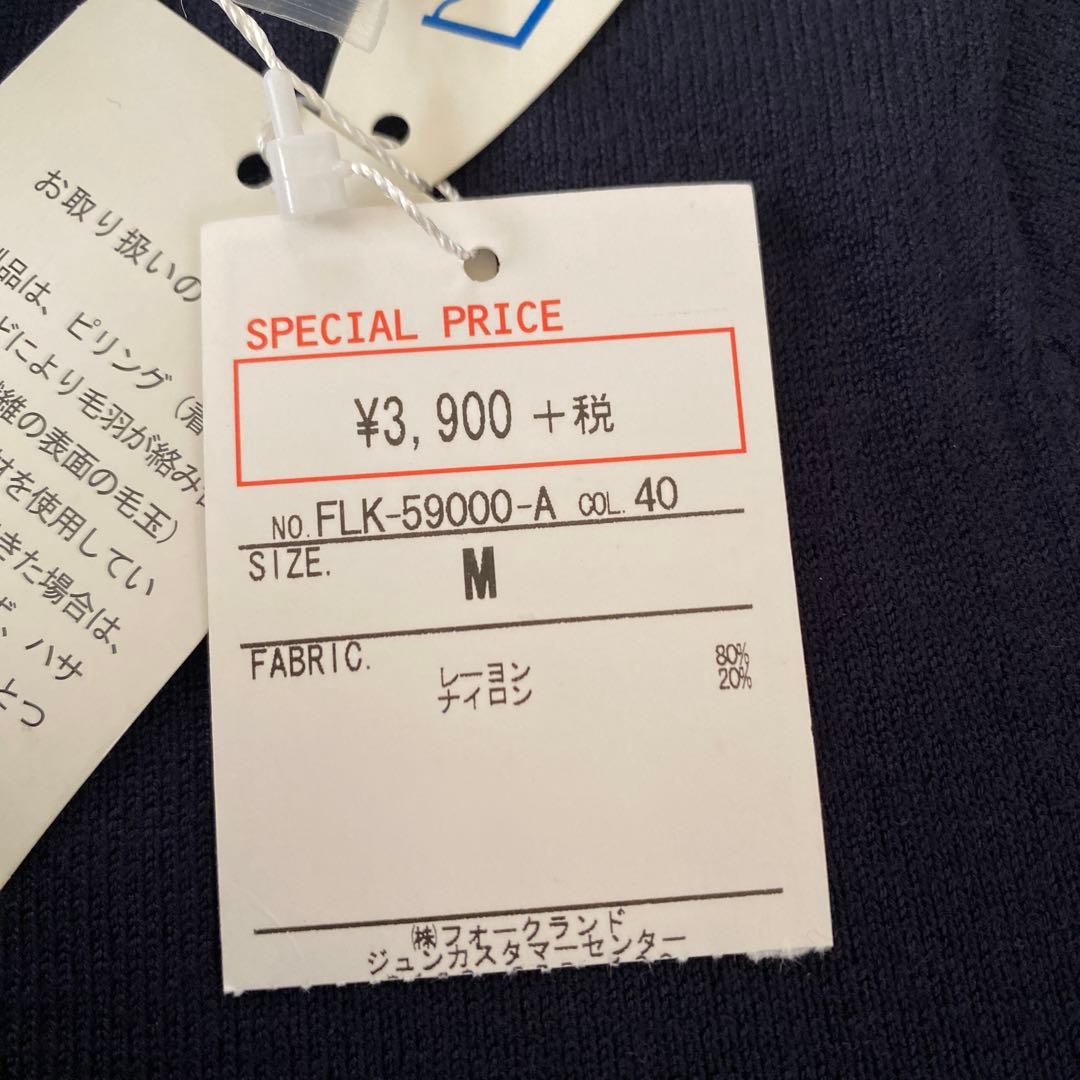 お取り扱いの
品は、ピリング（着
どにより毛羽が絡み
維の表面の毛玉）
材を使用してい
きた場合は、
ハサ
とつ
SPECIAL PRICE
¥3,900 +税
NO. FLK-59000-A COL. 40
SIZE. M
FABRIC.
レーヨン 80%
ナイロン 20%
㈱フォークランド
ジュンカスタマーセンター